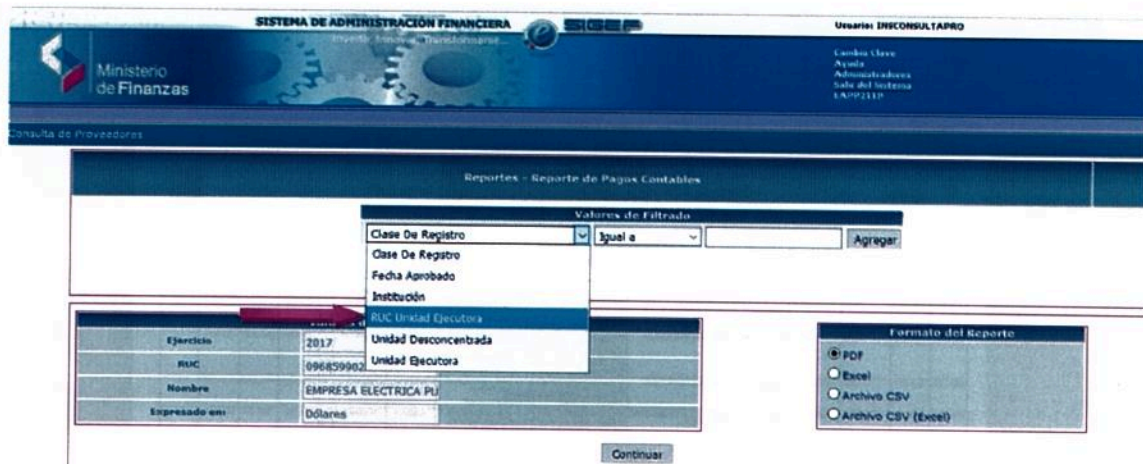 SISTEMA DE ADMINISTRACIÓN FINANCIERA
e SIGEF
Usuario: INSCONSULTAPRO
Ministerio
de Finanzas
Cambio Clave
Ayuda
Administradores
Salir del Sistema
Consulta de Proveedores
Reportes - Reporte de Pagos Contables
Valores de Filtrado
Clase De Registro Igual a Agregar
Clase De Registro
Fecha Aprobado
Institución
RUC Unidad Ejecutora
Unidad Desconcentrada
Unidad Ejecutora
Ejercicio 2017
RUC 096859902
Nombre EMPRESA ELECTRICA PU
Expresado en: Dólares
Formato del Reporte
PDF
Excel
Archivo CSV
Archivo CSV (Excel)
Continuar